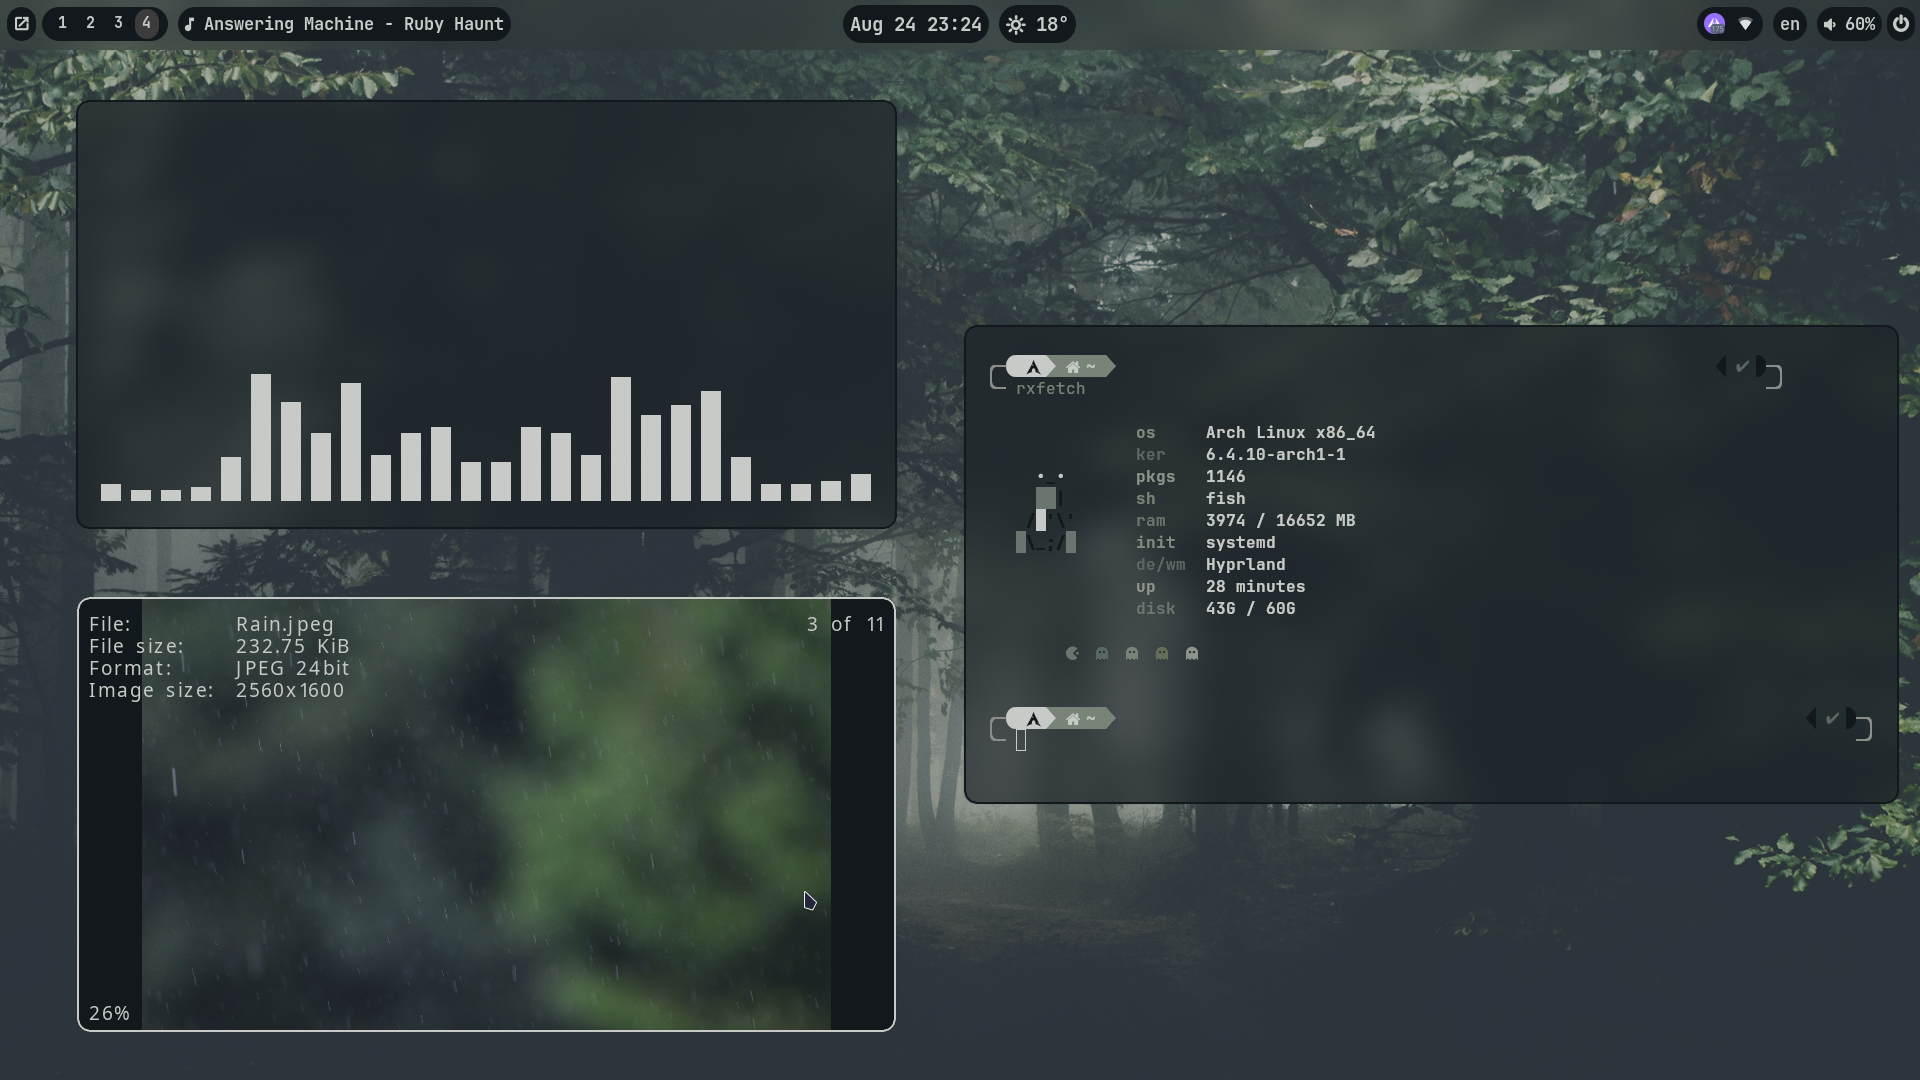 1 2 3 4
Answering Machine - Ruby Haunt
Aug 24 23:24
18°
en
60%
~
rxfetch
os Arch Linux x86_64
ker 6.4.10-arch1-1
pkgs 1146
sh fish
ram 3974 / 16652 MB
init systemd
de/wm Hyprland
up 28 minutes
disk 43G / 60G
~
File: Rain.jpeg
3 of 11
File size: 232.75 KiB
Format: JPEG 24bit
Image size: 2560x1600
26%